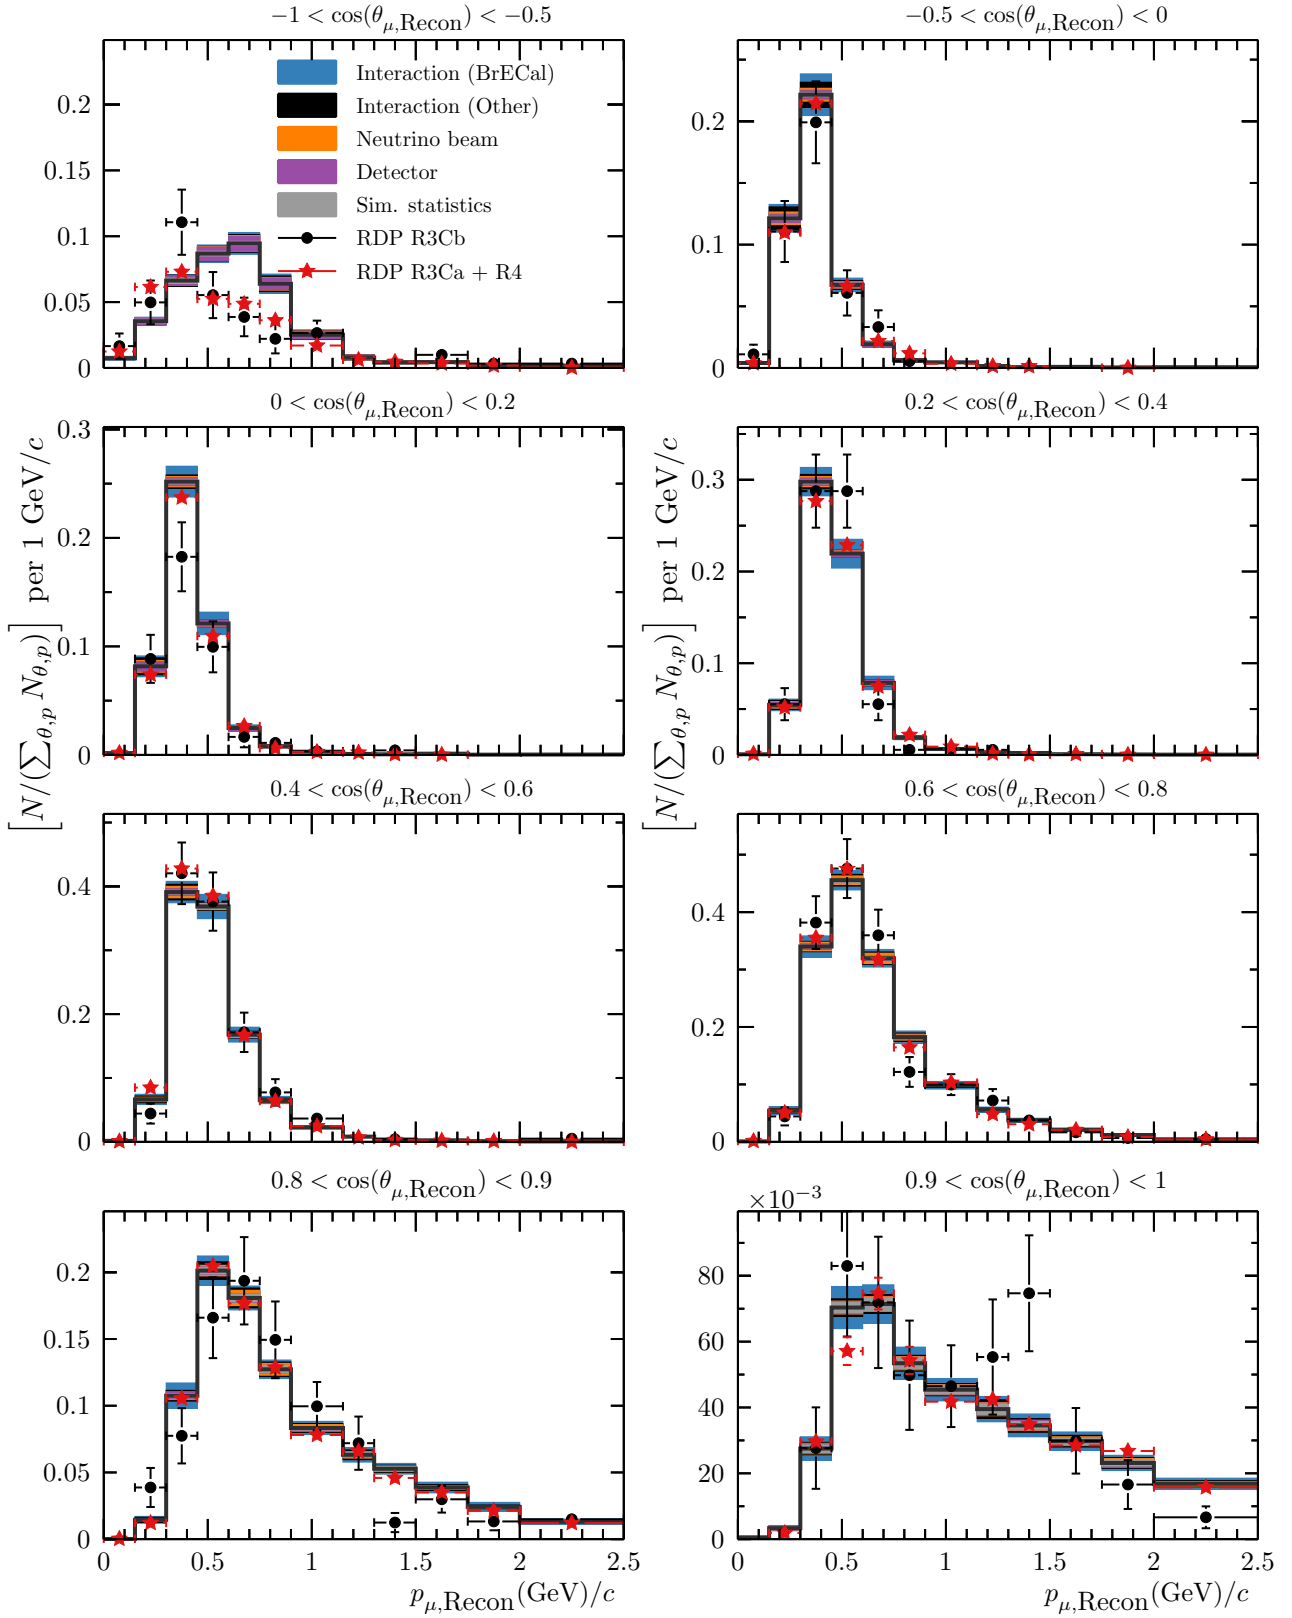 −1 < cos(θμ,Recon) < −0.5
−0.5 < cos(θμ,Recon) < 0
Interaction (BrECal)
Interaction (Other)
Neutrino beam
Detector
Sim. statistics
RDP R3Cb
RDP R3Ca + R4
0.2
0.15
0.1
0.05
0
0.2
0.1
0
0 < cos(θμ,Recon) < 0.2
0.2 < cos(θμ,Recon) < 0.4
0.3
0.2
0.1
0
0.3
0.2
0.1
0
[N/(∑θ,p Nθ,p)] per 1 GeV/c
[N/(∑θ,p Nθ,p)] per 1 GeV/c
0.4 < cos(θμ,Recon) < 0.6
0.6 < cos(θμ,Recon) < 0.8
0.4
0.2
0
0.4
0.2
0
0.8 < cos(θμ,Recon) < 0.9
0.9 < cos(θμ,Recon) < 1
×10−3
0.2
0.15
0.1
0.05
0
80
60
40
20
0
0 0.5 1 1.5 2 2.5
0 0.5 1 1.5 2 2.5
pμ,Recon(GeV)/c
pμ,Recon(GeV)/c